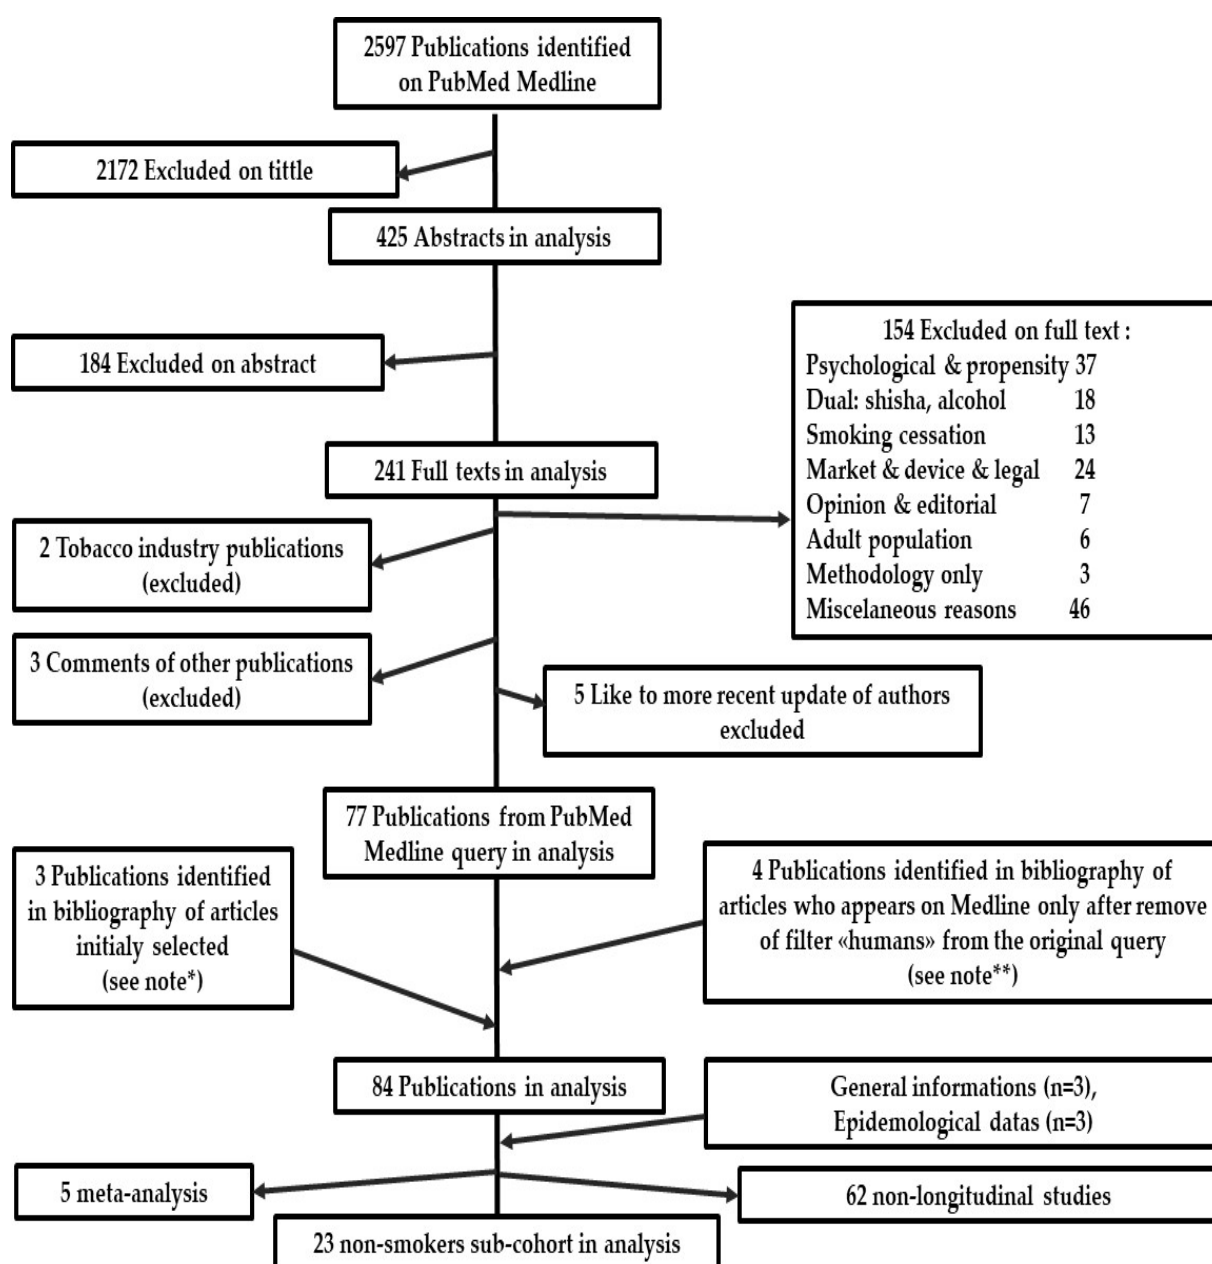 2597 Publications identified
on PubMed Medline
2172 Excluded on tittle
425 Abstracts in analysis
184 Excluded on abstract
154 Excluded on full text :
Psychological & propensity 37
Dual: shisha, alcohol 18
Smoking cessation 13
Market & device & legal 24
Opinion & editorial 7
Adult population 6
Methodology only 3
Miscelaneous reasons 46
241 Full texts in analysis
2 Tobacco industry publications
(excluded)
3 Comments of other publications
(excluded)
5 Like to more recent update of authors
excluded
77 Publications from PubMed
Medline query in analysis
3 Publications identified
in bibliography of articles
initialy selected
(see note*)
4 Publications identified in bibliography of
articles who appears on Medline only after remove
of filter «humans» from the original query
(see note**)
84 Publications in analysis
General informations (n=3),
Epidemological datas (n=3)
5 meta-analysis
62 non-longitudinal studies
23 non-smokers sub-cohort in analysis